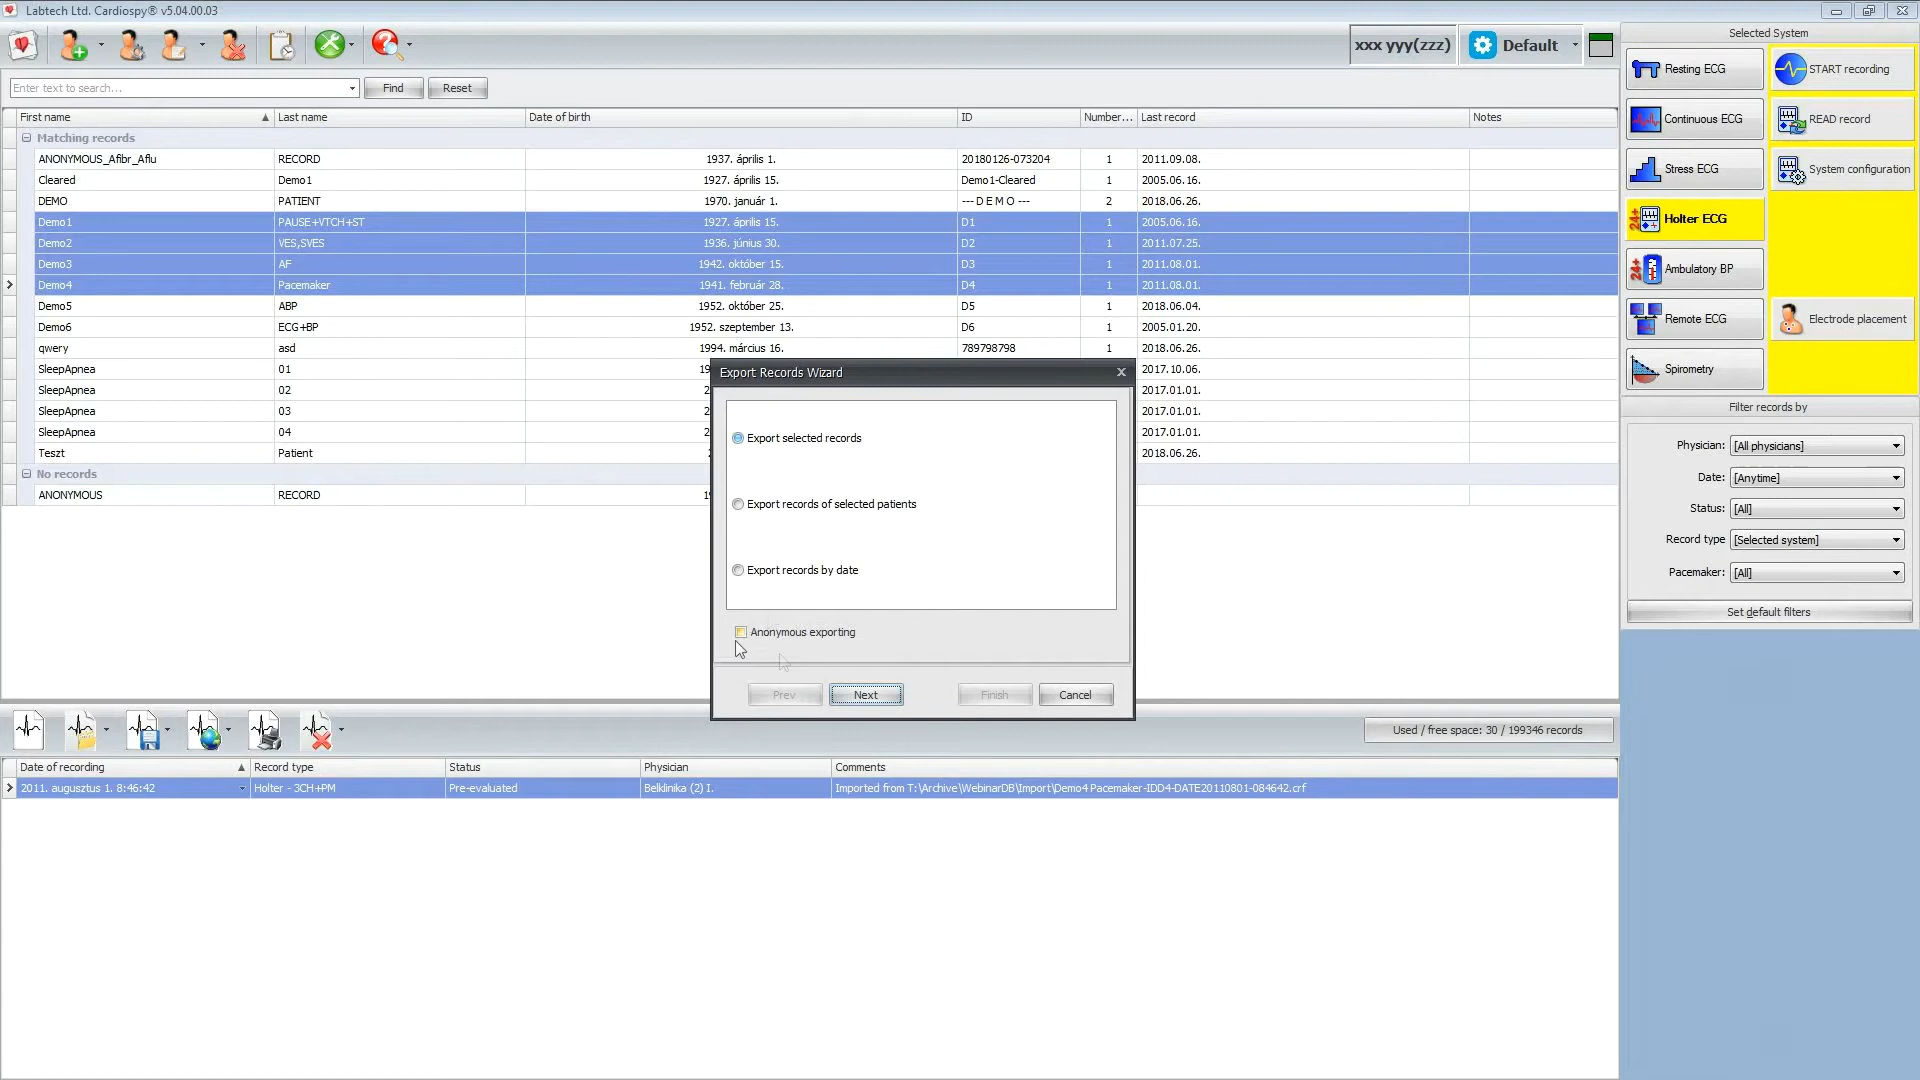 Labtech Ltd. Cardiospy® v5.04.00.03
xxx yyy(zzz)
Default
Enter text to search...
Find
Reset
First name Last name Date of birth ID Number... Last record Notes
Matching records
ANONYMOUS_Afibr_Aflu RECORD 1937. április 1. 20180126-073204 1 2011.09.08.
Cleared Demo1 1927. április 15. Demo1-Cleared 1 2005.06.16.
DEMO PATIENT 1970. január 1. --- D E M O --- 2 2018.06.26.
Demo1 PAUSE+VTCH+ST 1927. április 15. D1 1 2005.06.16.
Demo2 VES,SVES 1936. június 30. D2 1 2011.07.25.
Demo3 AF 1942. október 15. D3 1 2011.08.01.
Demo4 Pacemaker 1941. február 28. D4 1 2011.08.01.
Demo5 ABP 1952. október 25. D5 1 2018.06.04.
Demo6 ECG+BP 1952. szeptember 13. D6 1 2005.01.20.
qwery asd 1994. március 16. 789798798 1 2018.06.26.
SleepApnea 01 19 2017.10.06.
SleepApnea 02 2 2017.01.01.
SleepApnea 03 2 2017.01.01.
SleepApnea 04 2 2017.01.01.
Teszt Patient 2018.06.26.
No records
ANONYMOUS RECORD 19
Export Records Wizard
Export selected records
Export records of selected patients
Export records by date
Anonymous exporting
Prev
Next
Finish
Cancel
Used / free space: 30 / 199346 records
Date of recording Record type Status Physician Comments
2011. augusztus 1. 8:46:42 Holter - 3CH+PM Pre-evaluated Belklinika (2) I. Imported from T:\Archive\WebinarDB\Import\Demo4 Pacemaker-IDD4-DATE20110801-084642.crf
Selected System
Resting ECG
START recording
Continuous ECG
READ record
Stress ECG
System configuration
24+
Holter ECG
24+
Ambulatory BP
Remote ECG
Electrode placement
Spirometry
Filter records by
Physician: [All physicians]
Date: [Anytime]
Status: [All]
Record type [Selected system]
Pacemaker: [All]
Set default filters